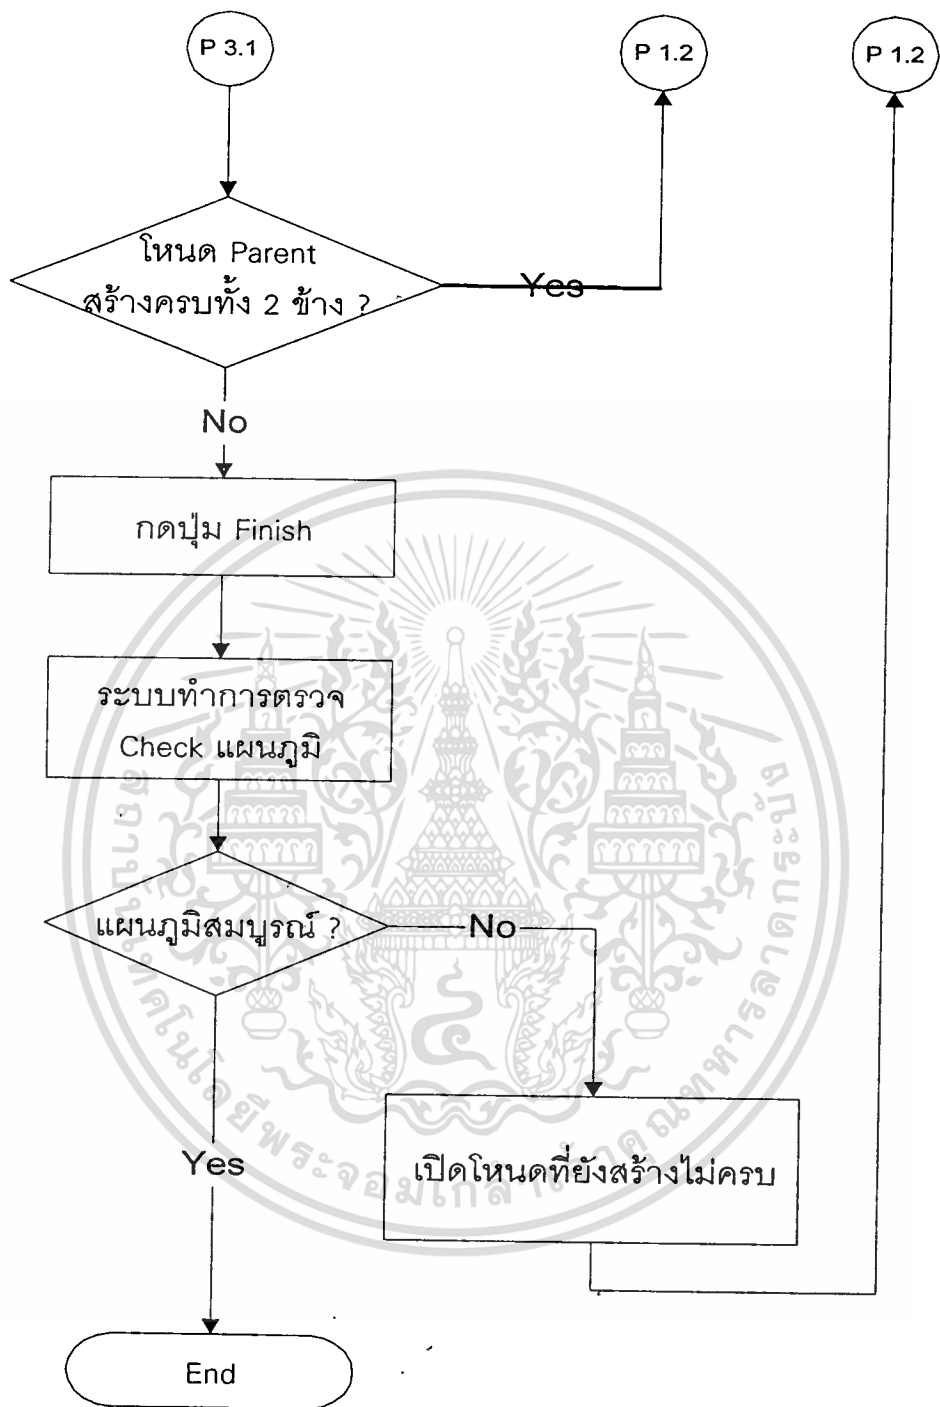 P 3.1
P 1.2
P 1.2
โหนด Parent
สร้างครบทั้ง 2 ข้าง ?
Yes
No
กดปุ่ม Finish
ระบบทำการตรวจ
Check แผนภูมิ
แผนภูมิสมบูรณ์ ?
No
Yes
เปิดโหนดที่ยังสร้างไม่ครบ
End